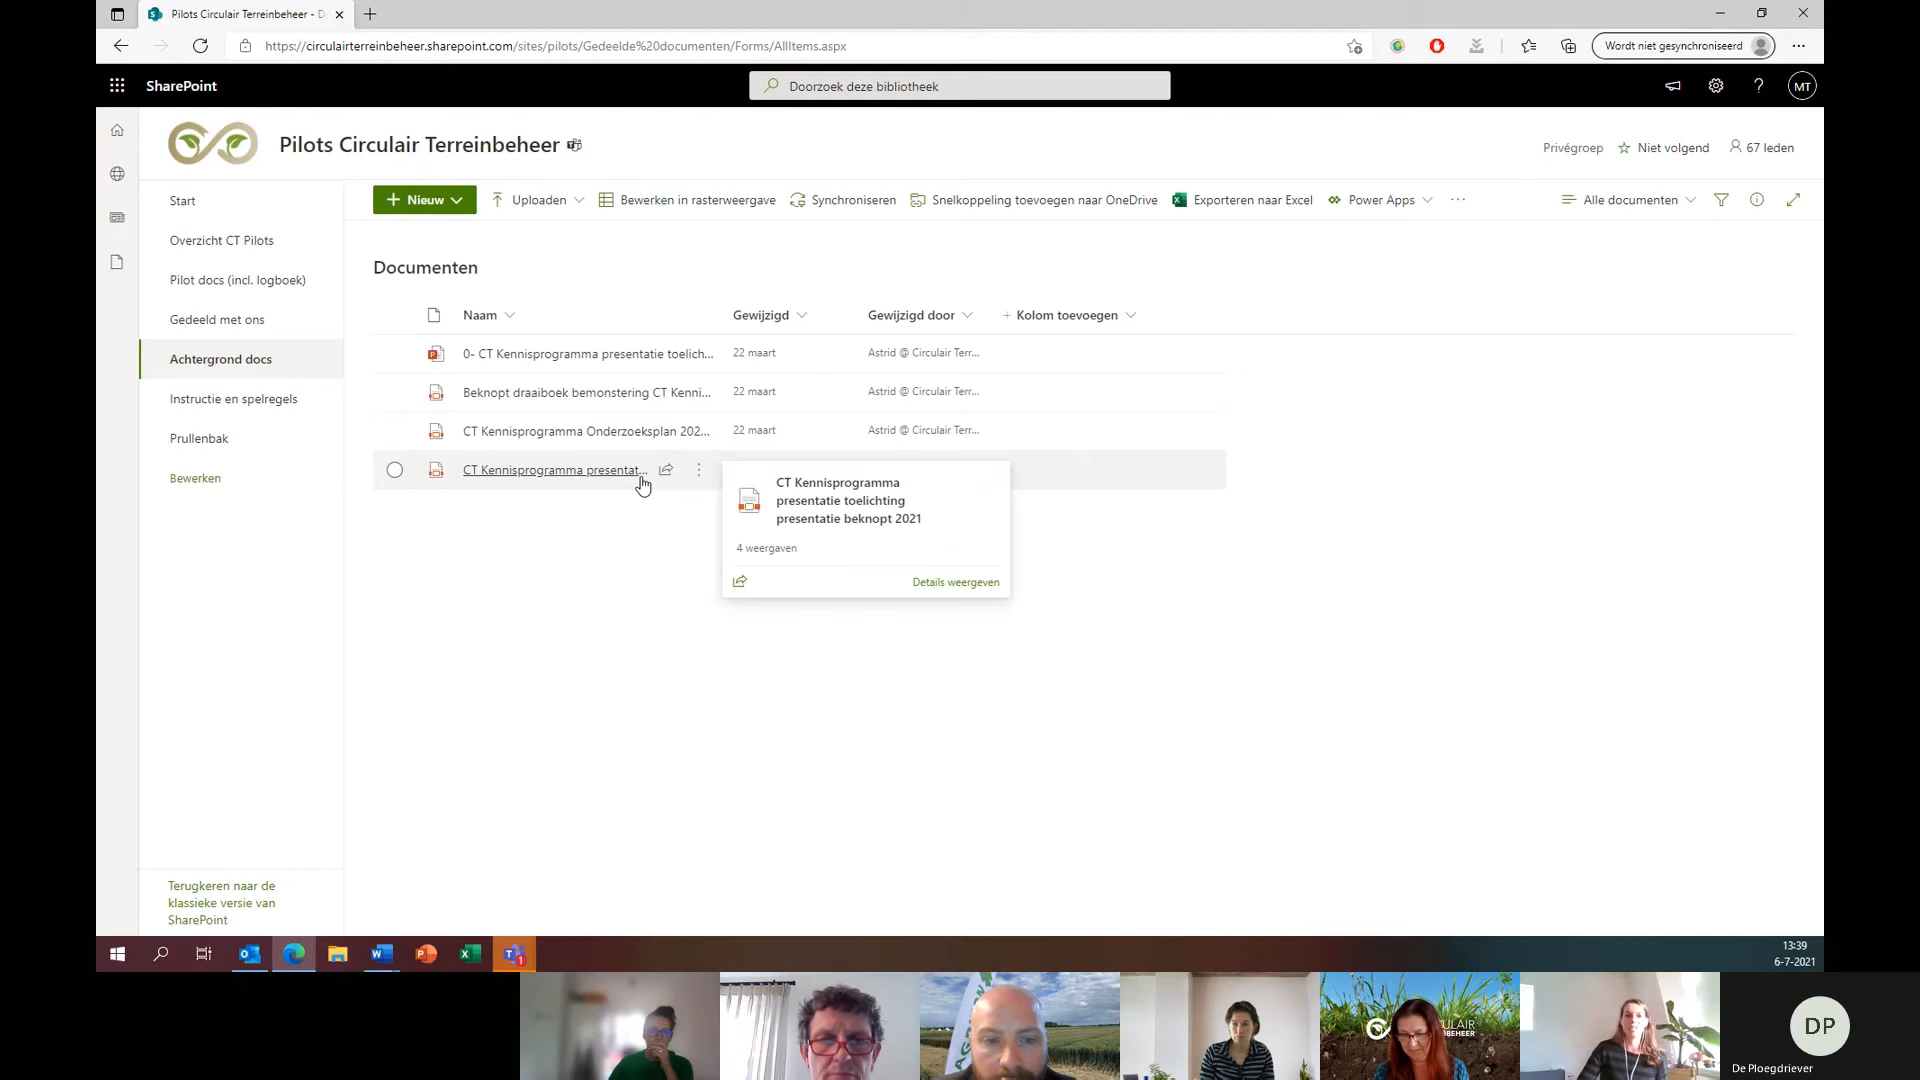 Pilots Circulair Terreinbeheer - D
https://circulairterreinbeheer.sharepoint.com/sites/pilots/Gedeelde%20documenten/Forms/AllItems.aspx
Wordt niet gesynchroniseerd
SharePoint
Doorzoek deze bibliotheek
MT
Pilots Circulair Terreinbeheer
Privégroep
Niet volgend
67 leden
Start
Overzicht CT Pilots
Pilot docs (incl. logboek)
Gedeeld met ons
Achtergrond docs
Instructie en spelregels
Prullenbak
Bewerken
Nieuw
Uploaden
Bewerken in rasterweergave
Synchroniseren
Snelkoppeling toevoegen naar OneDrive
Exporteren naar Excel
Power Apps
Alle documenten
Documenten
Naam
Gewijzigd
Gewijzigd door
Kolom toevoegen
0- CT Kennisprogramma presentatie toelich... 22 maart Astrid @ Circulair Terr...
Beknopt draaiboek bemonstering CT Kenni... 22 maart Astrid @ Circulair Terr...
CT Kennisprogramma Onderzoeksplan 202... 22 maart Astrid @ Circulair Terr...
CT Kennisprogramma presentat...
CT Kennisprogramma
presentatie toelichting
presentatie beknopt 2021
4 weergaven
Details weergeven
Terugkeren naar de
klassieke versie van
SharePoint
13:39
6-7-2021
DP
De Ploegdriever